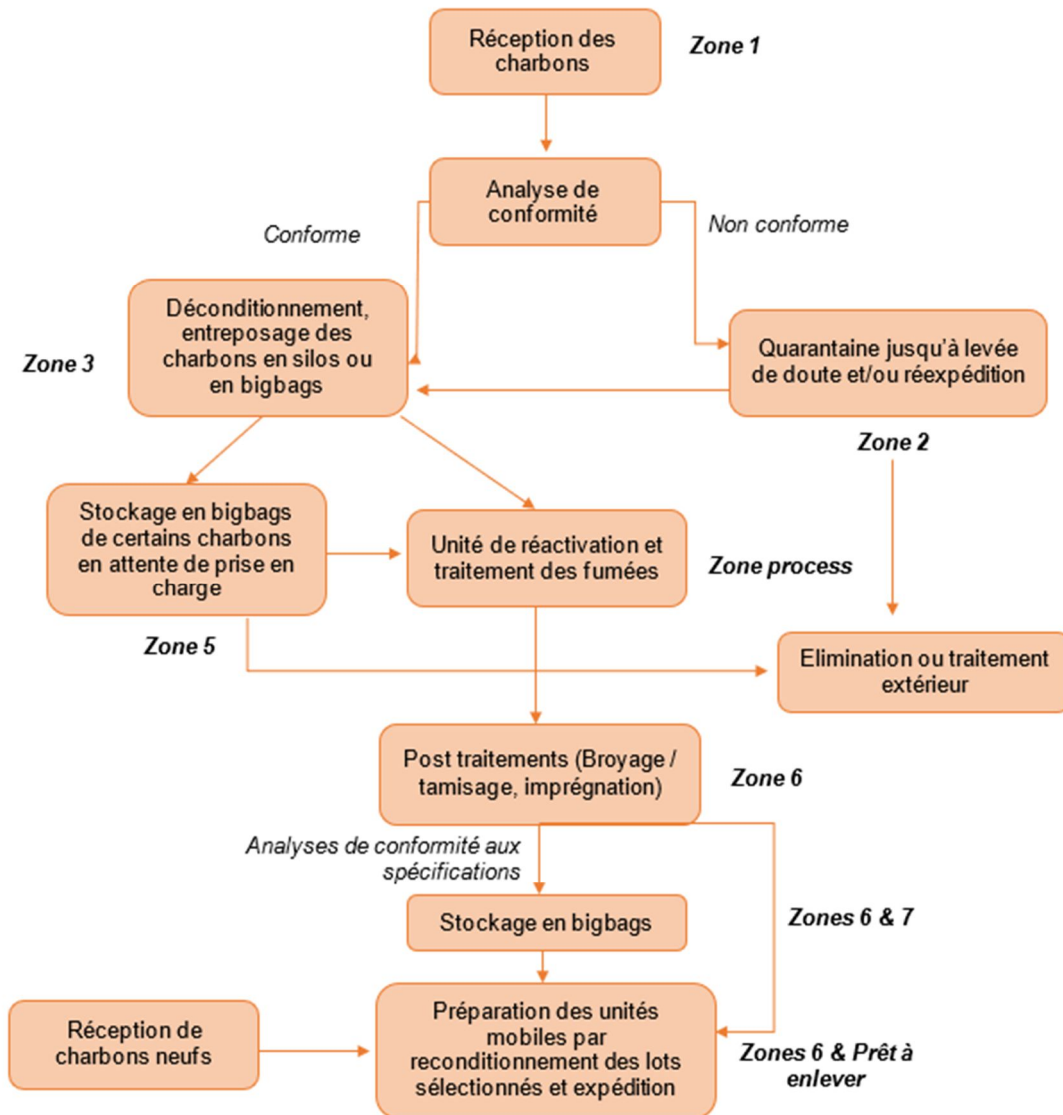 Réception des
charbons
Zone 1
Analyse de
conformité
Conforme
Non conforme
Déconditionnement,
entreposage des
charbons en silos ou
en bigbags
Zone 3
Quarantaine jusqu'à levée
de doute et/ou réexpédition
Zone 2
Stockage en bigbags
de certains charbons
en attente de prise en
charge
Unité de réactivation et
traitement des fumées
Zone process
Zone 5
Elimination ou traitement
extérieur
Post traitements (Broyage /
tamisage, imprégnation)
Zone 6
Analyses de conformité aux
spécifications
Stockage en bigbags
Zones 6 & 7
Réception de
charbons neufs
Préparation des unités
mobiles par
reconditionnement des lots
sélectionnés et expédition
Zones 6 & Prêt à
enlever